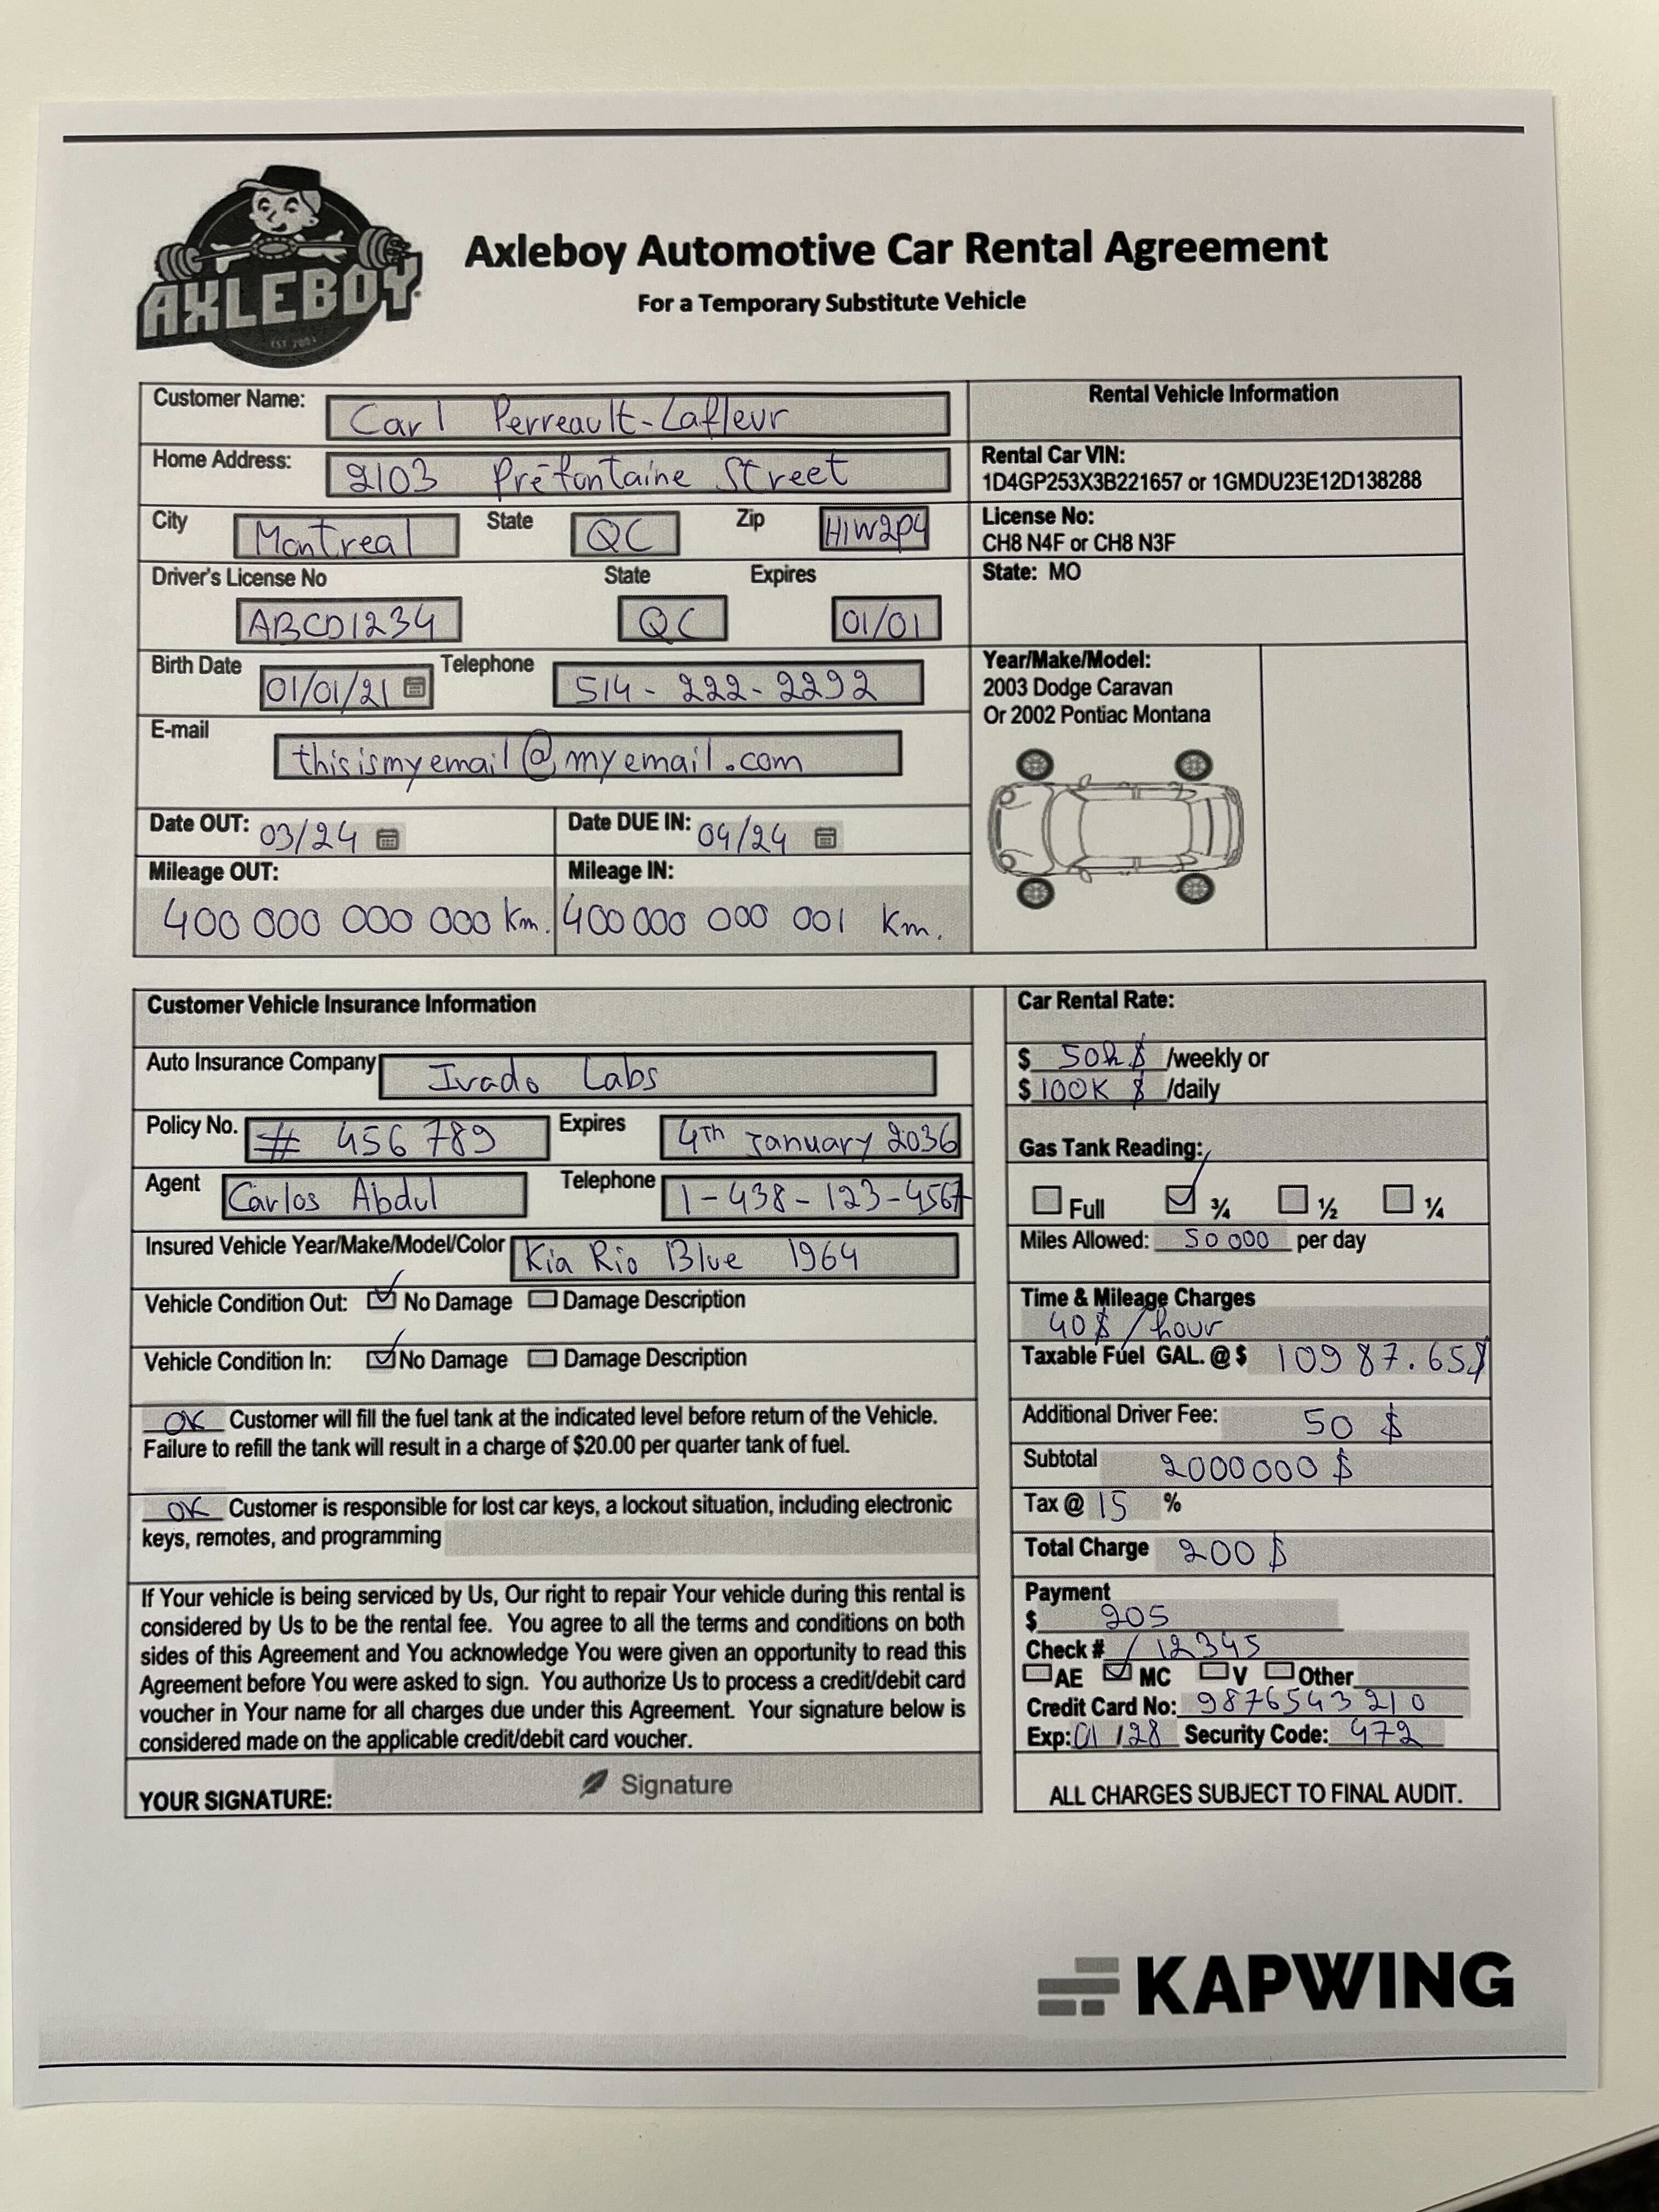 AXLEBOY
EST 2001
Axleboy Automotive Car Rental Agreement
For a Temporary Substitute Vehicle
Customer Name: Carl Perreault-Lafleur
Home Address: 2103 Préfontaine Street
City Montreal State QC Zip H1W2P4
Driver's License No State Expires
ABCD1234 QC 01/01
Birth Date 01/01/21 Telephone 514-222-2292
E-mail
thisismyemail@myemail.com
Date OUT: 03/24 Date DUE IN: 04/24
Mileage OUT: Mileage IN:
400 000 000 000 km. 400 000 000 001 km.
Rental Vehicle Information
Rental Car VIN:
1D4GP253X3B221657 or 1GMDU23E12D138288
License No:
CH8 N4F or CH8 N3F
State: MO
Year/Make/Model:
2003 Dodge Caravan
Or 2002 Pontiac Montana
Customer Vehicle Insurance Information
Auto Insurance Company Ivado Labs
Policy No. # 456 789 Expires 4th January 2036
Agent Carlos Abdul Telephone 1-438-123-4567
Insured Vehicle Year/Make/Model/Color Kia Rio Blue 1964
Vehicle Condition Out: No Damage Damage Description
Vehicle Condition In: No Damage Damage Description
OK Customer will fill the fuel tank at the indicated level before return of the Vehicle.
Failure to refill the tank will result in a charge of $20.00 per quarter tank of fuel.
OK Customer is responsible for lost car keys, a lockout situation, including electronic
keys, remotes, and programming
If Your vehicle is being serviced by Us, Our right to repair Your vehicle during this rental is
considered by Us to be the rental fee. You agree to all the terms and conditions on both
sides of this Agreement and You acknowledge You were given an opportunity to read this
Agreement before You were asked to sign. You authorize Us to process a credit/debit card
voucher in Your name for all charges due under this Agreement. Your signature below is
considered made on the applicable credit/debit card voucher.
YOUR SIGNATURE: Signature
Car Rental Rate:
$ /weekly or
$ 100K $ /daily
Gas Tank Reading:
Full ¾ ½ ¼
Miles Allowed: 50 000 per day
Time & Mileage Charges
40$ / hour
Taxable Fuel GAL. @ $ 10987.65$
Additional Driver Fee: 50 $
Subtotal 2000000 $
Tax @ 15 %
Total Charge 200 $
Payment
$ 205
Check # 12345
AE MC V Other
Credit Card No: 9876543210
Exp: 01/28 Security Code: 972
ALL CHARGES SUBJECT TO FINAL AUDIT.
KAPWING